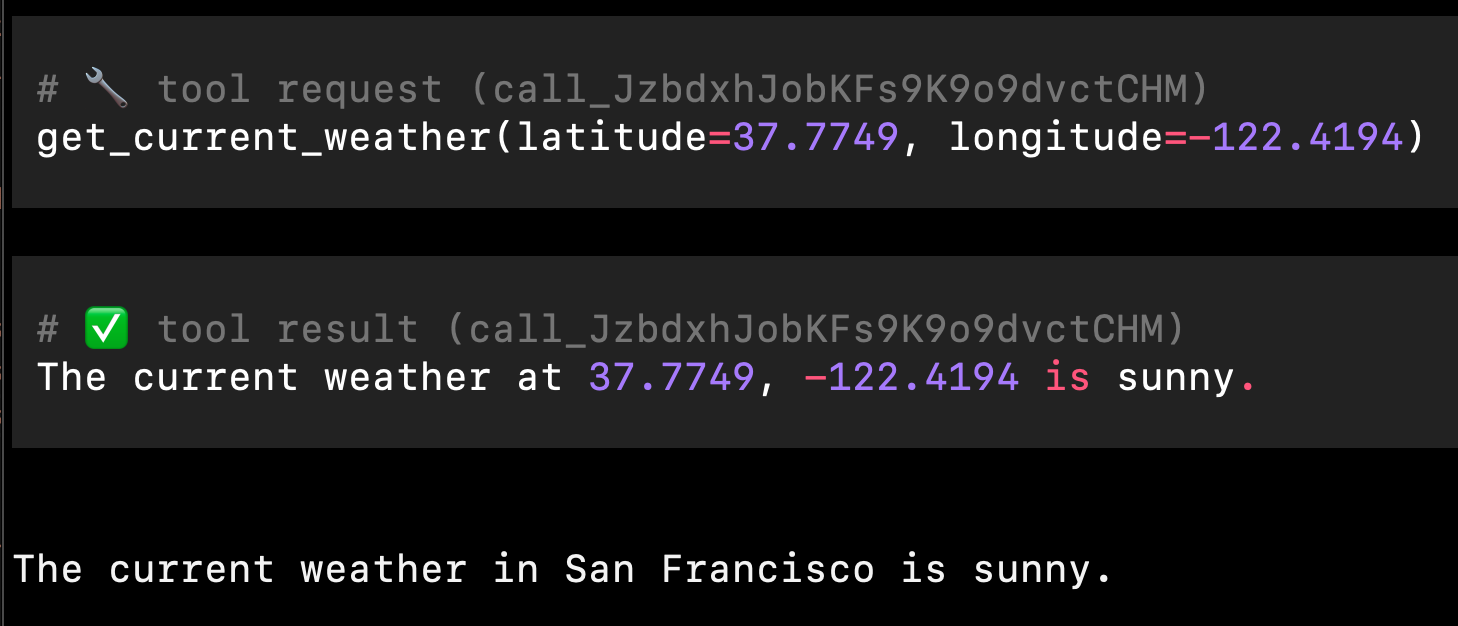 # 🔧 tool request (call_JzbdxhJobKFs9K9o9dvctCHM)
get_current_weather(latitude=37.7749, longitude=-122.4194)
# ✅ tool result (call_JzbdxhJobKFs9K9o9dvctCHM)
The current weather at 37.7749, -122.4194 is sunny.
The current weather in San Francisco is sunny.